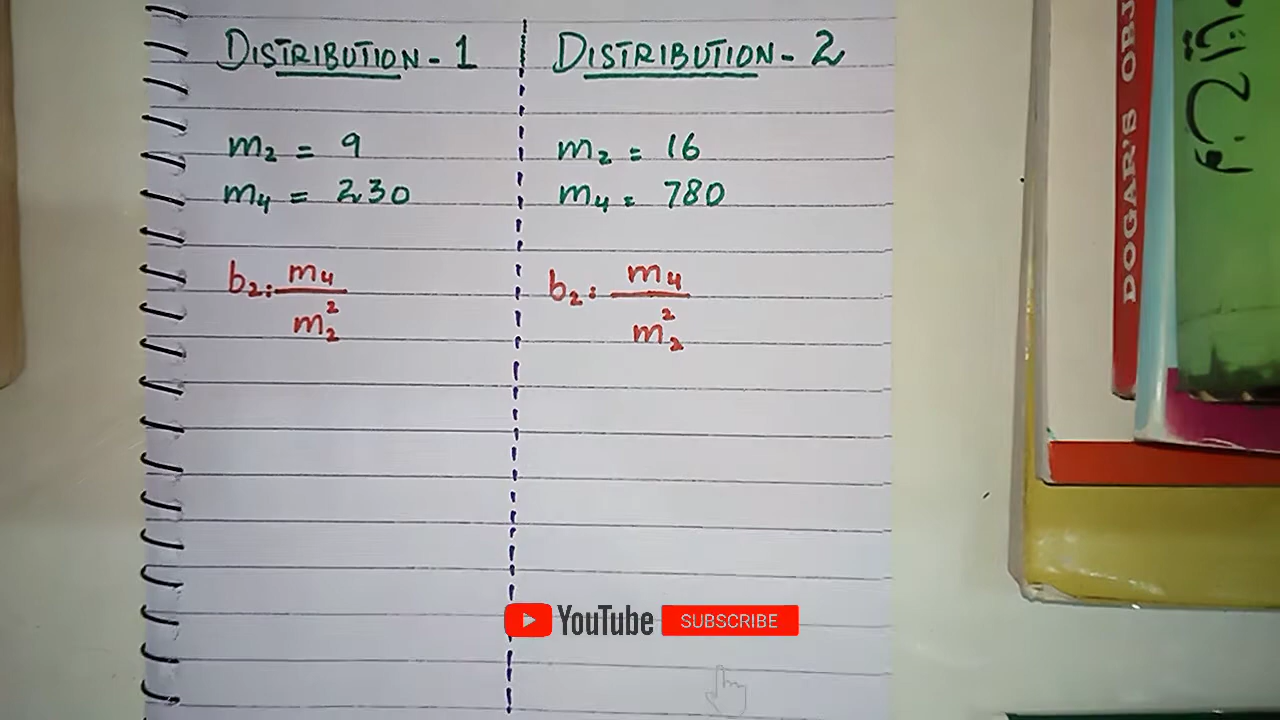 DISTRIBUTION - 1
m₂ = 9
m₄ = 230
b₂ = m₄ / m₂²
DISTRIBUTION - 2
m₂ = 16
m₄ = 780
b₂ = m₄ / m₂²
DOGAR'S OBJ
YouTube SUBSCRIBE